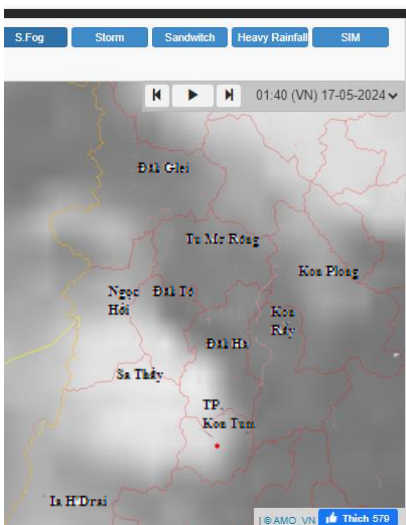 S.Fog Storm Sandwitch Heavy Rainfall SIM
01:40 (VN) 17-05-2024
Đăk Glei
Tu Mơ Rông
Kon Plong
Ngọc Đăk Tô
Hồi
Kon
Rẫy
Đăk Hà
Sa Thầy
TP.
Kon Tum
Ia H'Drai
| © AMO_VN Thích 579